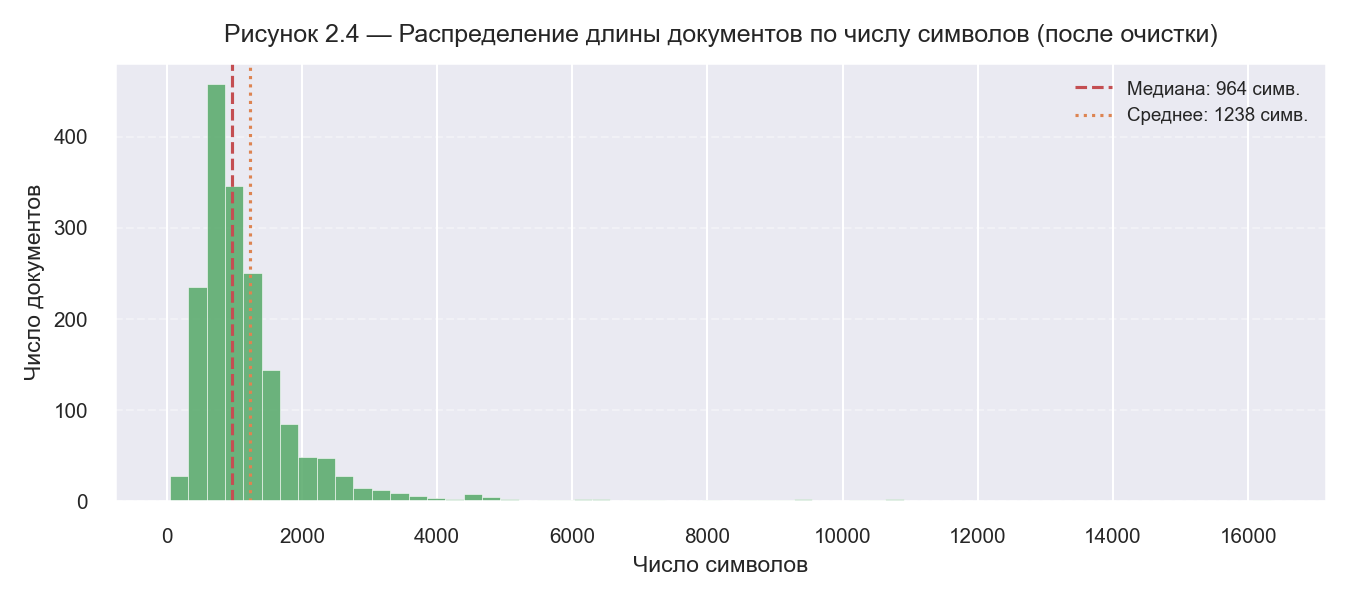 Рисунок 2.4 — Распределение длины документов по числу символов (после очистки)
Медиана: 964 симв.
Среднее: 1238 симв.
Число документов
400
300
200
100
0
0 2000 4000 6000 8000 10000 12000 14000 16000
Число символов